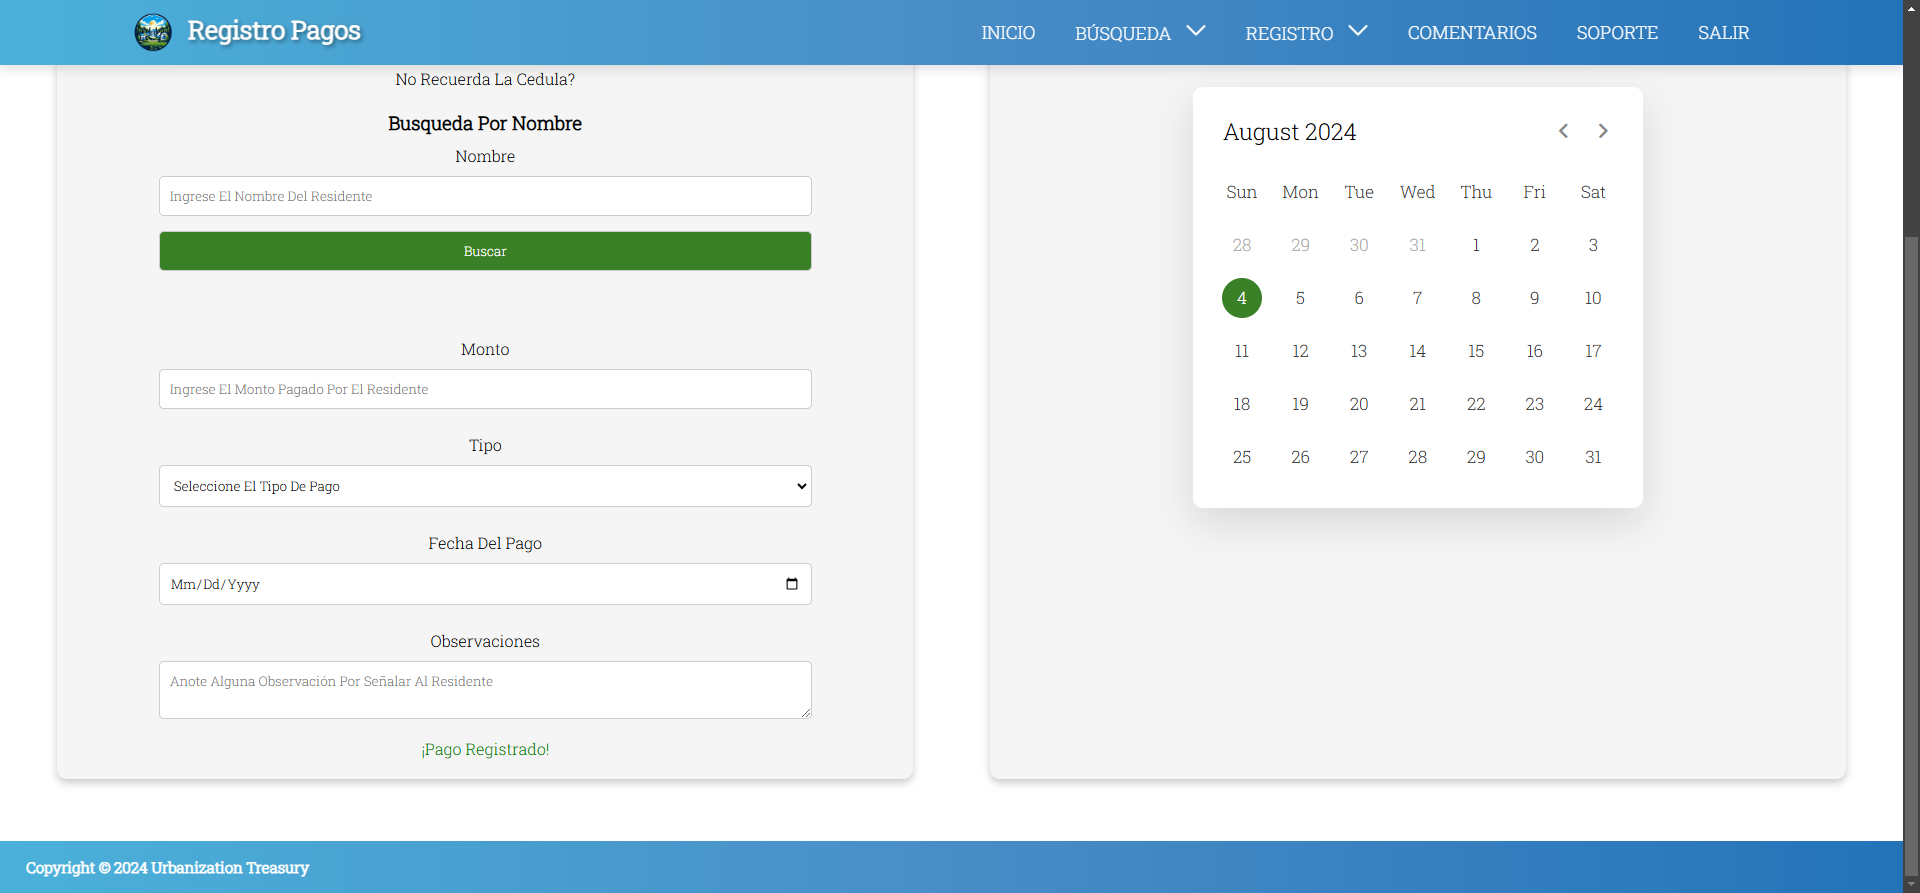 Registro Pagos
INICIO BÚSQUEDA REGISTRO COMENTARIOS SOPORTE SALIR
No Recuerda La Cedula?
Busqueda Por Nombre
Nombre
Ingrese El Nombre Del Residente
Buscar
Monto
Ingrese El Monto Pagado Por El Residente
Tipo
Seleccione El Tipo De Pago
Fecha Del Pago
Mm/Dd/Yyyy
Observaciones
Anote Alguna Observación Por Señalar Al Residente
¡Pago Registrado!
August 2024
Sun Mon Tue Wed Thu Fri Sat
28 29 30 31 1 2 3
4 5 6 7 8 9 10
11 12 13 14 15 16 17
18 19 20 21 22 23 24
25 26 27 28 29 30 31
Copyright © 2024 Urbanization Treasury